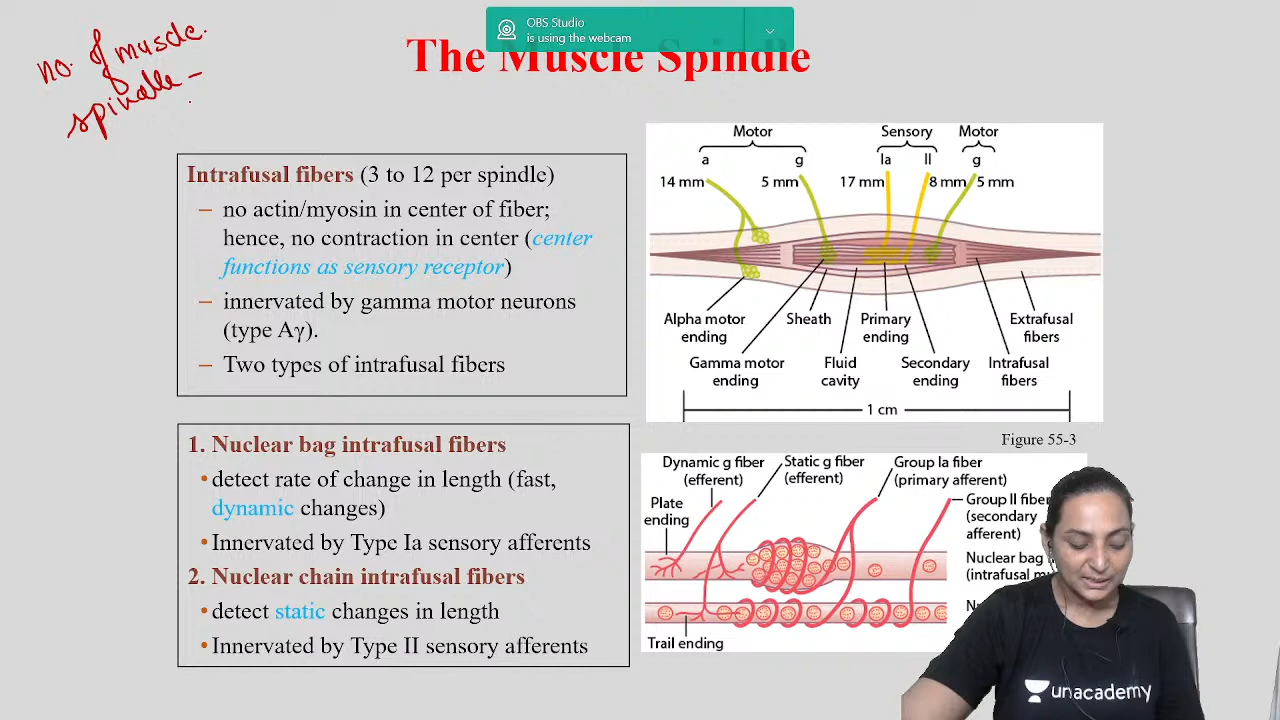 OBS Studio
is using the webcam
no. of muscle
spindle –
The Muscle Spindle
Intrafusal fibers (3 to 12 per spindle)
– no actin/myosin in center of fiber;
hence, no contraction in center (center
functions as sensory receptor)
– innervated by gamma motor neurons
(type Aγ).
– Two types of intrafusal fibers
1. Nuclear bag intrafusal fibers
• detect rate of change in length (fast,
dynamic changes)
• Innervated by Type Ia sensory afferents
2. Nuclear chain intrafusal fibers
• detect static changes in length
• Innervated by Type II sensory afferents
Motor Sensory Motor
a g Ia II g
14 mm 5 mm 17 mm 8 mm 5 mm
Alpha motor
ending
Sheath
Primary
ending
Extrafusal
fibers
Gamma motor
ending
Fluid
cavity
Secondary
ending
Intrafusal
fibers
1 cm
Figure 55-3
Dynamic g fiber
(efferent)
Static g fiber
(efferent)
Group Ia fiber
(primary afferent)
Plate
ending
Group II fiber
(secondary
afferent)
Nuclear bag
(intrafusal
Trail ending
unacademy